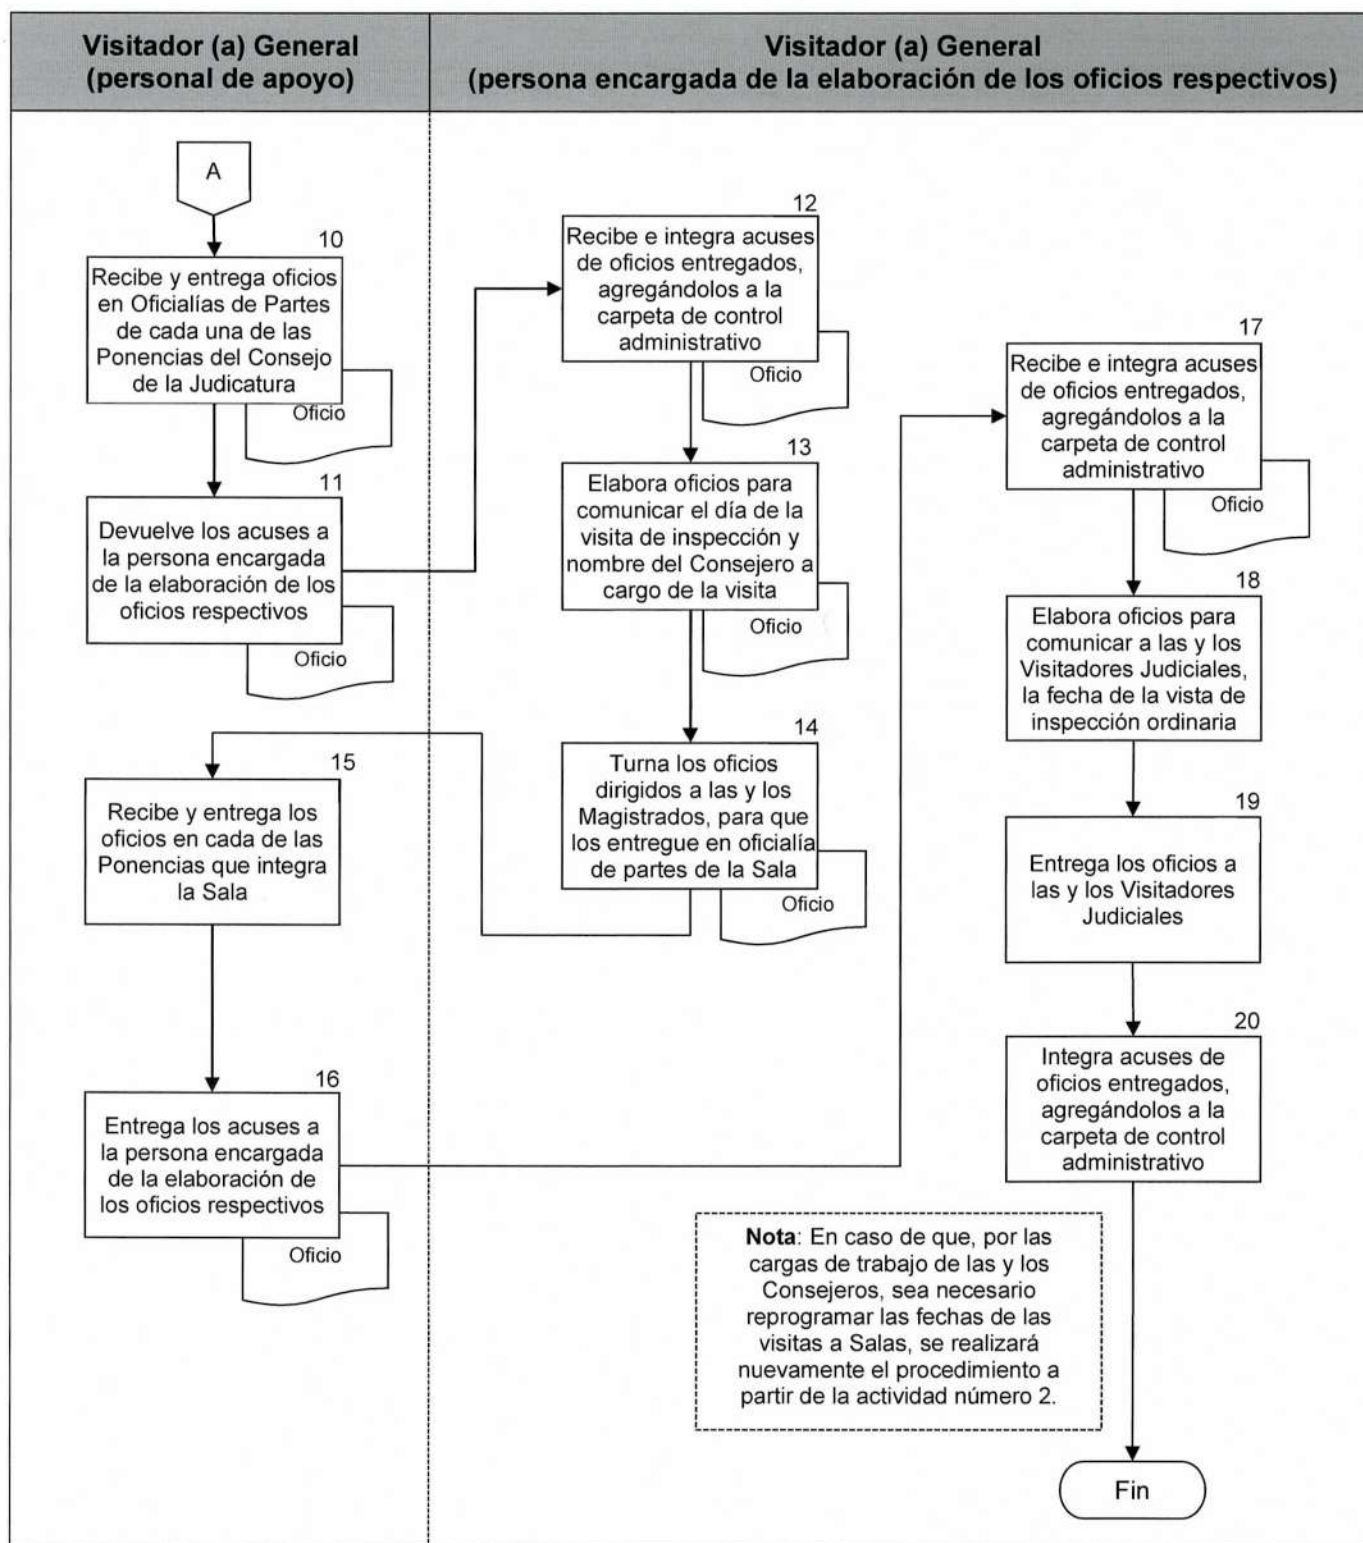 Visitador (a) General
(personal de apoyo)
Visitador (a) General
(persona encargada de la elaboración de los oficios respectivos)
A
10
Recibe y entrega oficios
en Oficialías de Partes
de cada una de las
Ponencias del Consejo
de la Judicatura
Oficio
11
Devuelve los acuses a
la persona encargada
de la elaboración de los
oficios respectivos
Oficio
12
Recibe e integra acuses
de oficios entregados,
agregándolos a la
carpeta de control
administrativo
Oficio
13
Elabora oficios para
comunicar el día de la
visita de inspección y
nombre del Consejero a
cargo de la visita
Oficio
14
Turna los oficios
dirigidos a las y los
Magistrados, para que
los entregue en oficialía
de partes de la Sala
Oficio
15
Recibe y entrega los
oficios en cada de las
Ponencias que integra
la Sala
16
Entrega los acuses a
la persona encargada
de la elaboración de
los oficios respectivos
Oficio
17
Recibe e integra acuses
de oficios entregados,
agregándolos a la
carpeta de control
administrativo
Oficio
18
Elabora oficios para
comunicar a las y los
Visitadores Judiciales,
la fecha de la vista de
inspección ordinaria
19
Entrega los oficios a
las y los Visitadores
Judiciales
20
Integra acuses de
oficios entregados,
agregándolos a la
carpeta de control
administrativo
Nota: En caso de que, por las
cargas de trabajo de las y los
Consejeros, sea necesario
reprogramar las fechas de las
visitas a Salas, se realizará
nuevamente el procedimiento a
partir de la actividad número 2.
Fin